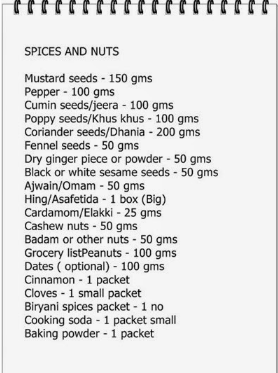 SPICES AND NUTS
Mustard seeds - 150 gms
Pepper - 100 gms
Cumin seeds/jeera - 100 gms
Poppy seeds/Khus khus - 100 gms
Coriander seeds/Dhania - 200 gms
Fennel seeds - 50 gms
Dry ginger piece or powder - 50 gms
Black or white sesame seeds - 50 gms
Ajwain/Omam - 50 gms
Hing/Asafetida - 1 box (Big)
Cardamom/Elakki - 25 gms
Cashew nuts - 50 gms
Badam or other nuts - 50 gms
Grocery listPeanuts - 100 gms
Dates ( optional) - 100 gms
Cinnamon - 1 packet
Cloves - 1 small packet
Biryani spices packet - 1 no
Cooking soda - 1 packet small
Baking powder - 1 packet